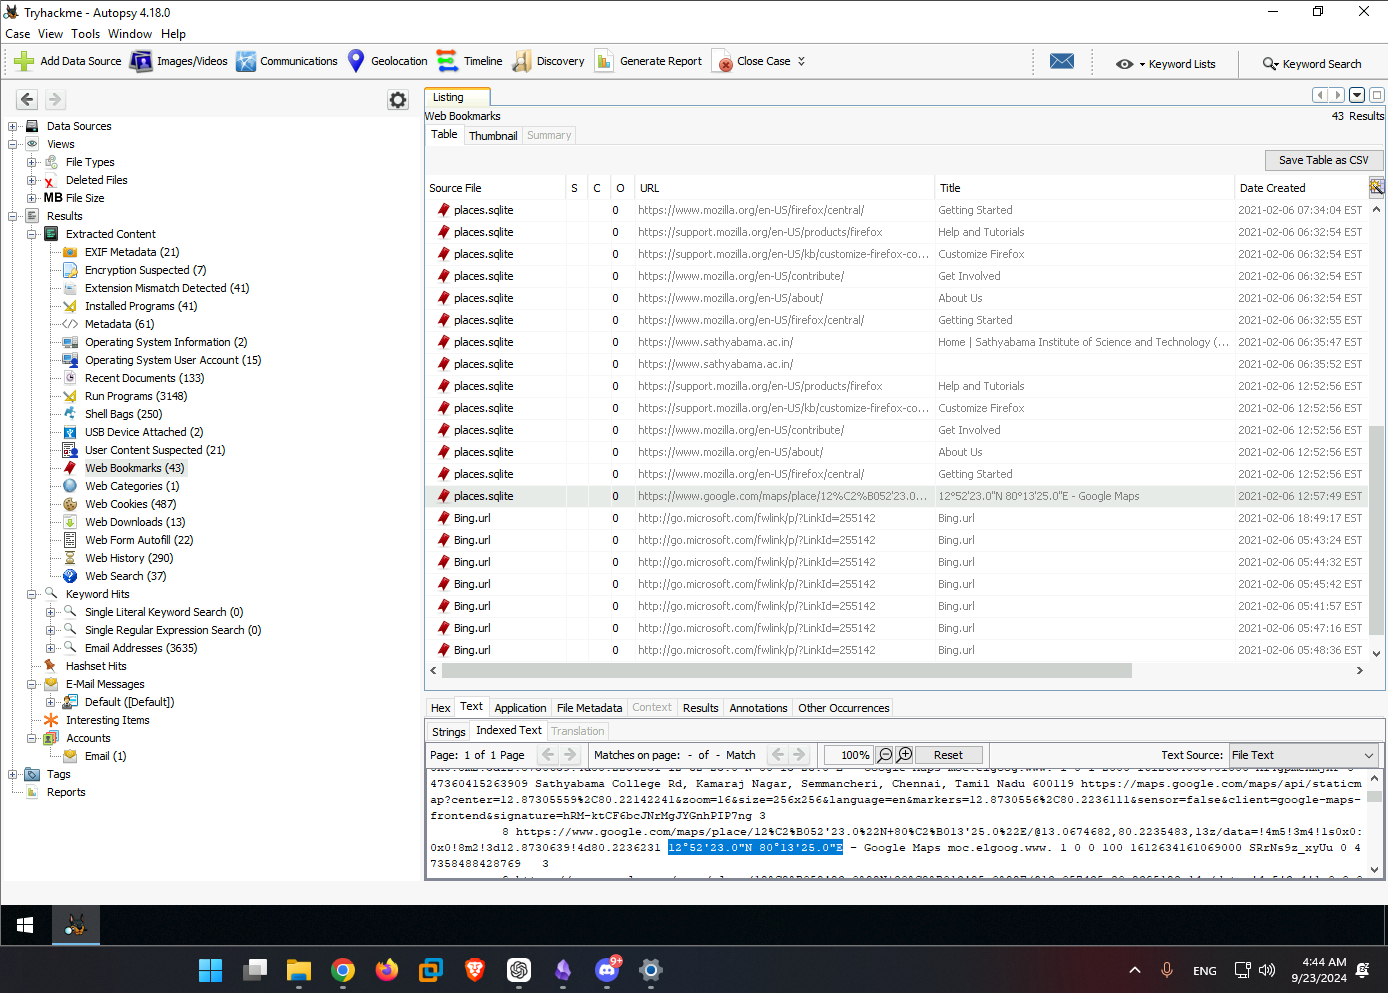 Tryhackme - Autopsy 4.18.0
Case View Tools Window Help
Add Data Source Images/Videos Communications Geolocation Timeline Discovery Generate Report Close Case Keyword Lists Keyword Search
Data Sources
Views
File Types
Deleted Files
MB File Size
Results
Extracted Content
EXIF Metadata (21)
Encryption Suspected (7)
Extension Mismatch Detected (41)
Installed Programs (41)
Metadata (61)
Operating System Information (2)
Operating System User Account (15)
Recent Documents (133)
Run Programs (3148)
Shell Bags (250)
USB Device Attached (2)
User Content Suspected (21)
Web Bookmarks (43)
Web Categories (1)
Web Cookies (487)
Web Downloads (13)
Web Form Autofill (22)
Web History (290)
Web Search (37)
Keyword Hits
Single Literal Keyword Search (0)
Single Regular Expression Search (0)
Email Addresses (3635)
Hashset Hits
E-Mail Messages
Default ([Default])
Interesting Items
Accounts
Email (1)
Tags
Reports
Listing
Web Bookmarks 43 Results
Table Thumbnail Summary
Save Table as CSV
Source File S C O URL Title Date Created
places.sqlite 0 https://www.mozilla.org/en-US/firefox/central/ Getting Started 2021-02-06 07:34:04 EST
places.sqlite 0 https://support.mozilla.org/en-US/products/firefox Help and Tutorials 2021-02-06 06:32:54 EST
places.sqlite 0 https://support.mozilla.org/en-US/kb/customize-firefox-co... Customize Firefox 2021-02-06 06:32:54 EST
places.sqlite 0 https://www.mozilla.org/en-US/contribute/ Get Involved 2021-02-06 06:32:54 EST
places.sqlite 0 https://www.mozilla.org/en-US/about/ About Us 2021-02-06 06:32:54 EST
places.sqlite 0 https://www.mozilla.org/en-US/firefox/central/ Getting Started 2021-02-06 06:32:55 EST
places.sqlite 0 https://www.sathyabama.ac.in/ Home | Sathyabama Institute of Science and Technology (... 2021-02-06 06:35:47 EST
places.sqlite 0 https://www.sathyabama.ac.in/ 2021-02-06 06:35:52 EST
places.sqlite 0 https://support.mozilla.org/en-US/products/firefox Help and Tutorials 2021-02-06 12:52:56 EST
places.sqlite 0 https://support.mozilla.org/en-US/kb/customize-firefox-co... Customize Firefox 2021-02-06 12:52:56 EST
places.sqlite 0 https://www.mozilla.org/en-US/contribute/ Get Involved 2021-02-06 12:52:56 EST
places.sqlite 0 https://www.mozilla.org/en-US/about/ About Us 2021-02-06 12:52:56 EST
places.sqlite 0 https://www.mozilla.org/en-US/firefox/central/ Getting Started 2021-02-06 12:52:56 EST
places.sqlite 0 https://www.google.com/maps/place/12%C2%B052'23.0... 12°52'23.0"N 80°13'25.0"E - Google Maps 2021-02-06 12:57:49 EST
Bing.url 0 http://go.microsoft.com/fwlink/p/?LinkId=255142 Bing.url 2021-02-06 18:49:17 EST
Bing.url 0 http://go.microsoft.com/fwlink/p/?LinkId=255142 Bing.url 2021-02-06 05:43:24 EST
Bing.url 0 http://go.microsoft.com/fwlink/p/?LinkId=255142 Bing.url 2021-02-06 05:44:32 EST
Bing.url 0 http://go.microsoft.com/fwlink/p/?LinkId=255142 Bing.url 2021-02-06 05:45:42 EST
Bing.url 0 http://go.microsoft.com/fwlink/p/?LinkId=255142 Bing.url 2021-02-06 05:41:57 EST
Bing.url 0 http://go.microsoft.com/fwlink/p/?LinkId=255142 Bing.url 2021-02-06 05:47:16 EST
Bing.url 0 http://go.microsoft.com/fwlink/p/?LinkId=255142 Bing.url 2021-02-06 05:48:36 EST
Hex Text Application File Metadata Context Results Annotations Other Occurrences
Strings Indexed Text Translation
Page: 1 of 1 Page Matches on page: - of - Match 100% Reset Text Source: File Text
47360415263909 Sathyabama College Rd, Kamaraj Nagar, Semmancheri, Chennai, Tamil Nadu 600119 https://maps.google.com/maps/api/staticm
ap?center=12.87305559%2C80.22142241&zoom=16&size=256x256&language=en&markers=12.8730556%2C80.2236111&sensor=false&client=google-maps-
frontend&signature=hRM-ktCF6bcJNrMgJYGnhPIP7ng 3
8 https://www.google.com/maps/place/12%C2%B052'23.0%22N+80%C2%B013'25.0%22E/@13.0674682,80.2235483,13z/data=!4m5!3m4!1s0x0:
0x0!8m2!3d12.8730639!4d80.2236231 12°52'23.0"N 80°13'25.0"E - Google Maps moc.elgoog.www. 1 0 0 100 1612634161069000 SRrNs9z_xyUu 0 4
7358488428769 3
9+
ENG
4:44 AM
9/23/2024